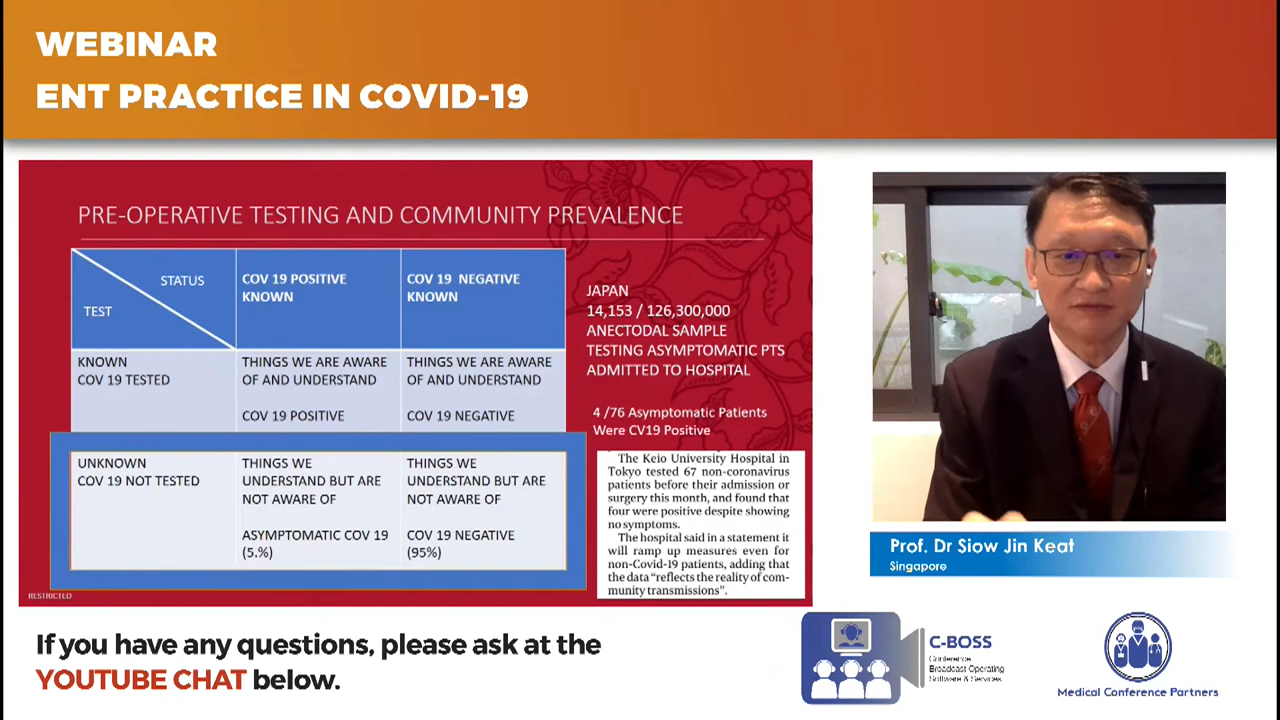 WEBINAR
ENT PRACTICE IN COVID-19
PRE-OPERATIVE TESTING AND COMMUNITY PREVALENCE
STATUS
TEST
COV 19 POSITIVE
KNOWN
COV 19 NEGATIVE
KNOWN
KNOWN
COV 19 TESTED
THINGS WE ARE AWARE
OF AND UNDERSTAND
COV 19 POSITIVE
THINGS WE ARE AWARE
OF AND UNDERSTAND
COV 19 NEGATIVE
UNKNOWN
COV 19 NOT TESTED
THINGS WE
UNDERSTAND BUT ARE
NOT AWARE OF
ASYMPTOMATIC COV 19
(5.%)
THINGS WE
UNDERSTAND BUT ARE
NOT AWARE OF
COV 19 NEGATIVE
(95%)
JAPAN
14,153 / 126,300,000
ANECTODAL SAMPLE
TESTING ASYMPTOMATIC PTS
ADMITTED TO HOSPITAL
4 /76 Asymptomatic Patients
Were CV19 Positive
The Keio University Hospital in
Tokyo tested 67 non-coronavirus
patients before their admission or
surgery this month, and found that
four were positive despite showing
no symptoms.
The hospital said in a statement it
will ramp up measures even for
non-Covid-19 patients, adding that
the data “reflects the reality of com-
munity transmissions”.
RESTRICTED
Prof. Dr Siow Jin Keat
Singapore
If you have any questions, please ask at the
YOUTUBE CHAT below.
C-BOSS
Conference
Broadcast Operating
Software & Services
Medical Conference Partners